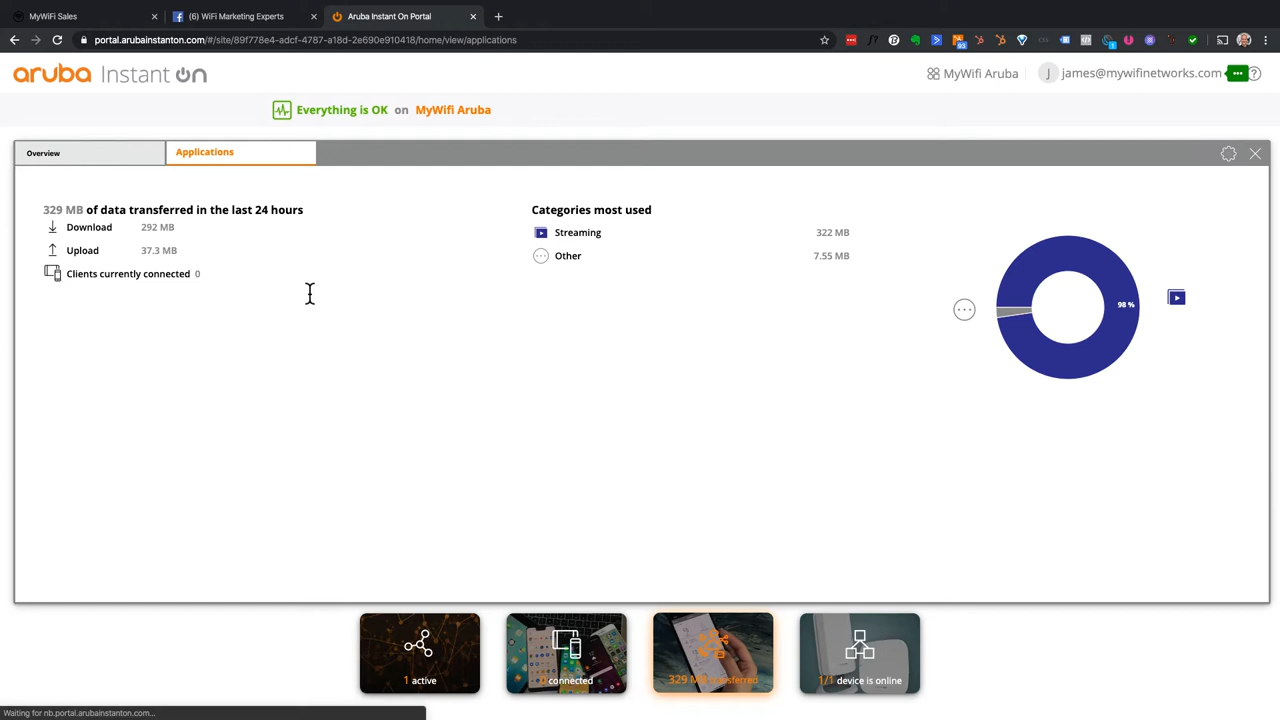 MyWiFi Sales
(6) WiFi Marketing Experts
Aruba Instant On Portal
portal.arubainstanton.com/#/site/89f778e4-adcf-4787-a18d-2e690e910418/home/view/applications
f?
93
CSS
1
aruba Instant On
MyWifi Aruba
J james@mywifinetworks.com
?
Everything is OK on MyWifi Aruba
Overview
Applications
329 MB of data transferred in the last 24 hours
Download 292 MB
Upload 37.3 MB
Clients currently connected 0
Categories most used
Streaming 322 MB
Other 7.55 MB
98 %
1 active
0 connected
329 MB transferred
1/1 device is online
Waiting for nb.portal.arubainstanton.com...